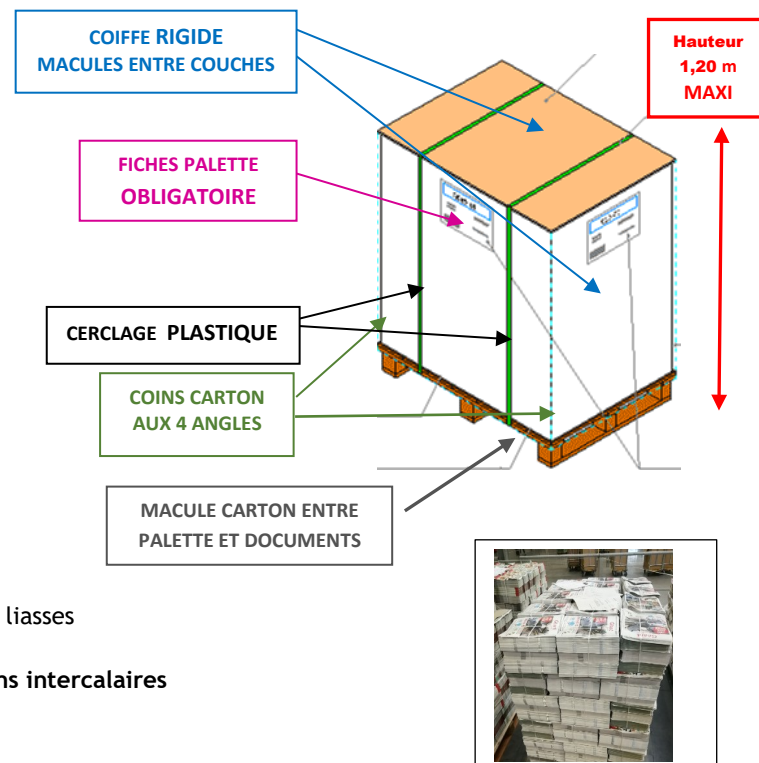 COIFFE RIGIDE
MACULES ENTRE COUCHES
Hauteur
1,20 m
MAXI
FICHES PALETTE
OBLIGATOIRE
CERCLAGE PLASTIQUE
COINS CARTON
AUX 4 ANGLES
MACULE CARTON ENTRE
PALETTE ET DOCUMENTS
liasses
intercalaires